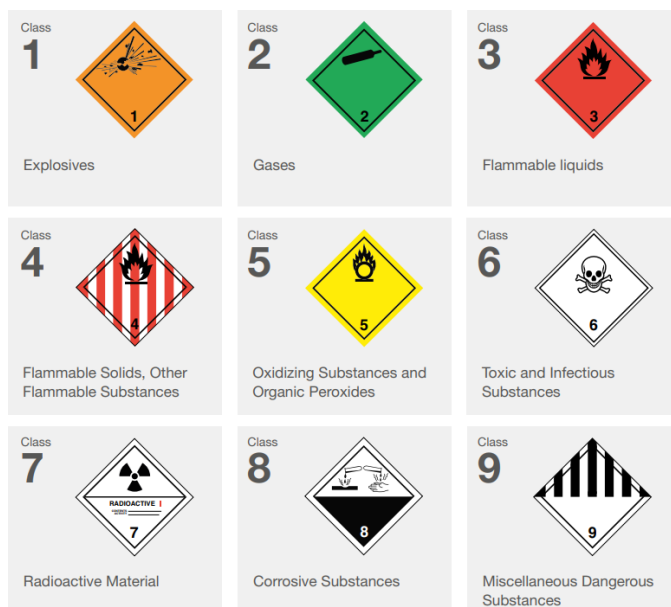 Class
1
1
Explosives
Class
2
2
Gases
Class
3
3
Flammable liquids
Class
4
4
Flammable Solids, Other
Flammable Substances
Class
5
5
Oxidizing Substances and
Organic Peroxides
Class
6
6
Toxic and Infectious
Substances
Class
7
RADIOACTIVE I
7
Radioactive Material
Class
8
8
Corrosive Substances
Class
9
9
Miscellaneous Dangerous
Substances